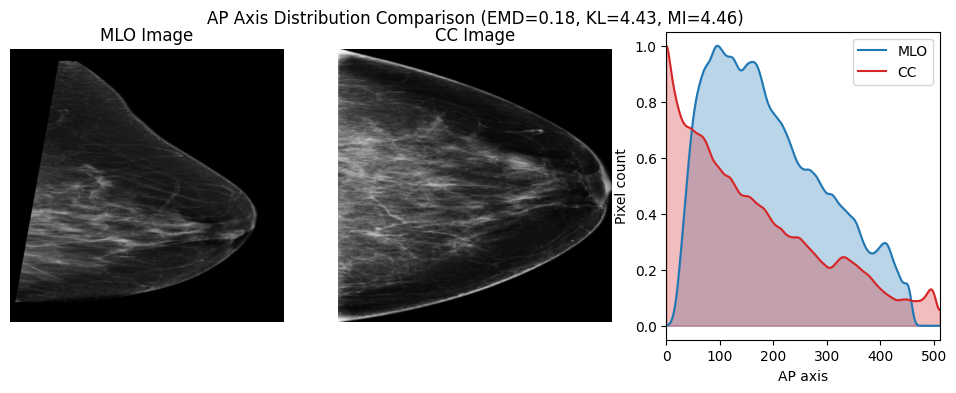 AP Axis Distribution Comparison (EMD=0.18, KL=4.43, MI=4.46)
MLO Image
CC Image
MLO
CC
1.0
0.8
0.6
0.4
0.2
0.0
Pixel count
0 100 200 300 400 500
AP axis